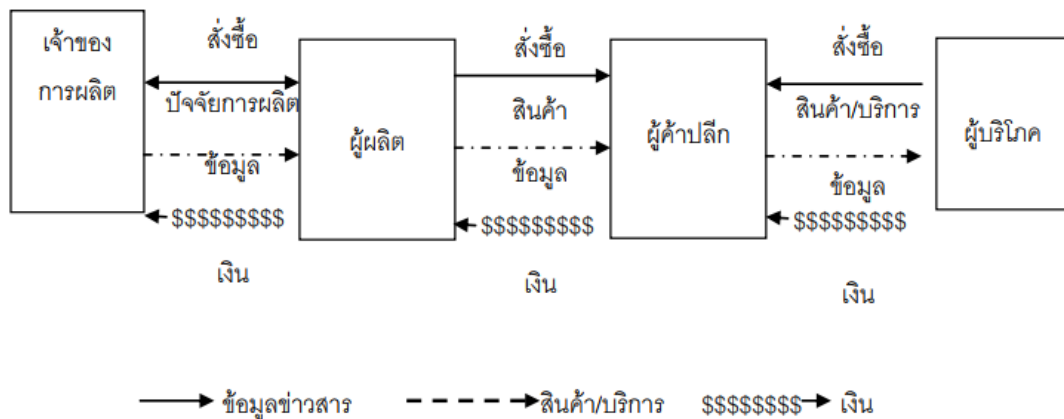 เจ้าของ
การผลิต
สั่งซื้อ
ปัจจัยการผลิต
ข้อมูล
$$$$$$$$$
เงิน
ผู้ผลิต
สั่งซื้อ
สินค้า
ข้อมูล
$$$$$$$$$
เงิน
ผู้ค้าปลีก
สั่งซื้อ
สินค้า/บริการ
ข้อมูล
$$$$$$$$$
เงิน
ผู้บริโภค
ข้อมูลข่าวสาร
สินค้า/บริการ
$$$$$$$$ เงิน